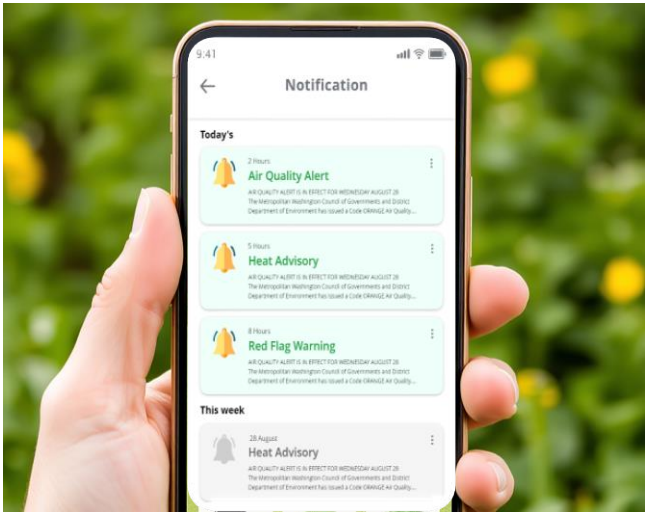 9:41
Notification
Today's
2 Hours
Air Quality Alert
AIR QUALITY ALERT IS IN EFFECT FOR WEDNESDAY AUGUST 28
The Metropolitan Washington Council of Governments and District
Department of Environment has issued a Code ORANGE Air Quality....
5 Hours
Heat Advisory
AIR QUALITY ALERT IS IN EFFECT FOR WEDNESDAY AUGUST 28
The Metropolitan Washington Council of Governments and District
Department of Environment has issued a Code ORANGE Air Quality....
8 Hours
Red Flag Warning
AIR QUALITY ALERT IS IN EFFECT FOR WEDNESDAY AUGUST 28
The Metropolitan Washington Council of Governments and District
Department of Environment has issued a Code ORANGE Air Quality....
This week
28 August
Heat Advisory
AIR QUALITY ALERT IS IN EFFECT FOR WEDNESDAY AUGUST 28
The Metropolitan Washington Council of Governments and District
Department of Environment has issued a Code ORANGE Air Quality....